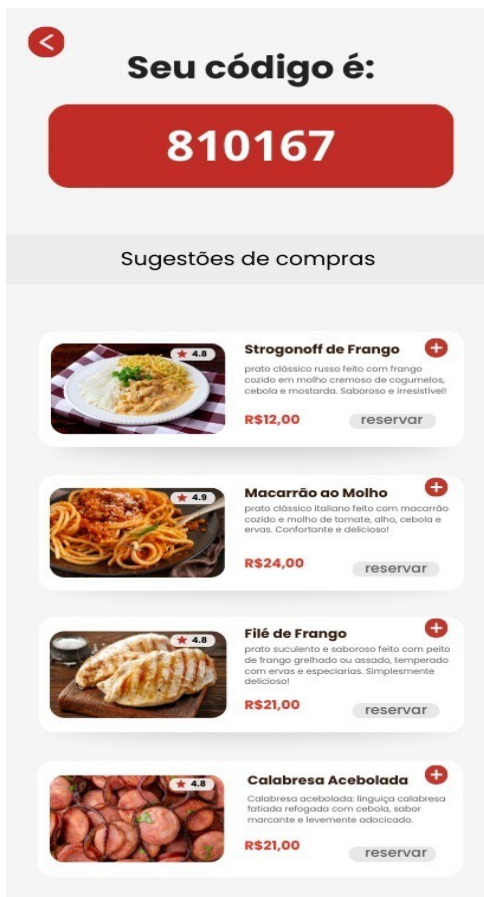 Seu código é:
810167
Sugestões de compras
★ 4.8
Strogonoff de Frango
prato clássico russo feito com frango
cozido em molho cremoso de cogumelos,
cebola e mostarda. Saboroso e irresistível!
R$12,00
reservar
★ 4.9
Macarrão ao Molho
prato clássico italiano feito com macarrão
cozido e molho de tomate, alho, cebola e
ervas. Confortante e delicioso!
R$24,00
reservar
★ 4.8
Filé de Frango
prato suculento e saboroso feito com peito
de frango grelhado ou assado, temperado
com ervas e especiarias. Simplesmente
delicioso!
R$21,00
reservar
★ 4.8
Calabresa Acebolada
Calabresa acebolada: linguiça calabresa
fatiada refogada com cebola, sabor
marcante e levemente adocicado.
R$21,00
reservar